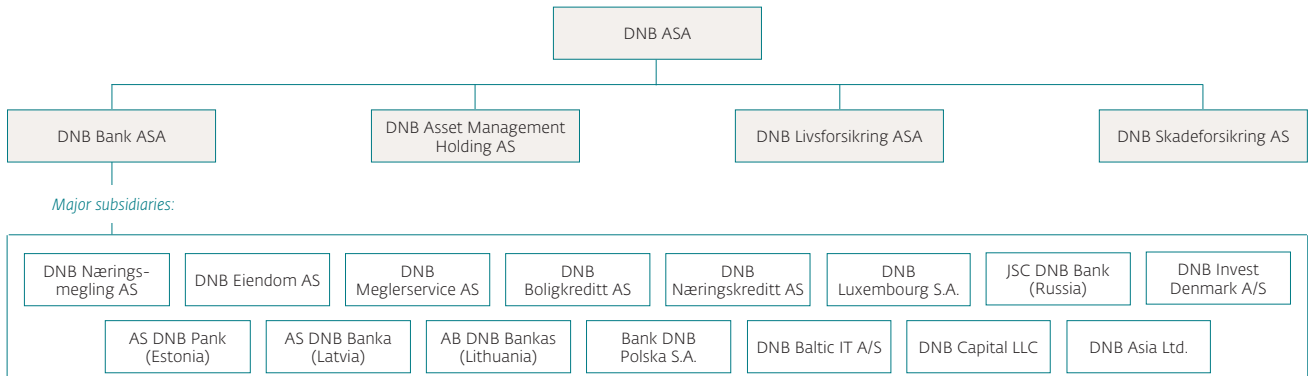 DNB ASA
DNB Bank ASA
DNB Asset Management
Holding AS
DNB Livsforsikring ASA
DNB Skadeforsikring AS
Major subsidiaries:
DNB Nærings-
megling AS
DNB Eiendom AS
DNB
Meglerservice AS
DNB
Boligkreditt AS
DNB
Næringskreditt AS
DNB
Luxembourg S.A.
JSC DNB Bank
(Russia)
DNB Invest
Denmark A/S
AS DNB Pank
(Estonia)
AS DNB Banka
(Latvia)
AB DNB Bankas
(Lithuania)
Bank DNB
Polska S.A.
DNB Baltic IT A/S
DNB Capital LLC
DNB Asia Ltd.